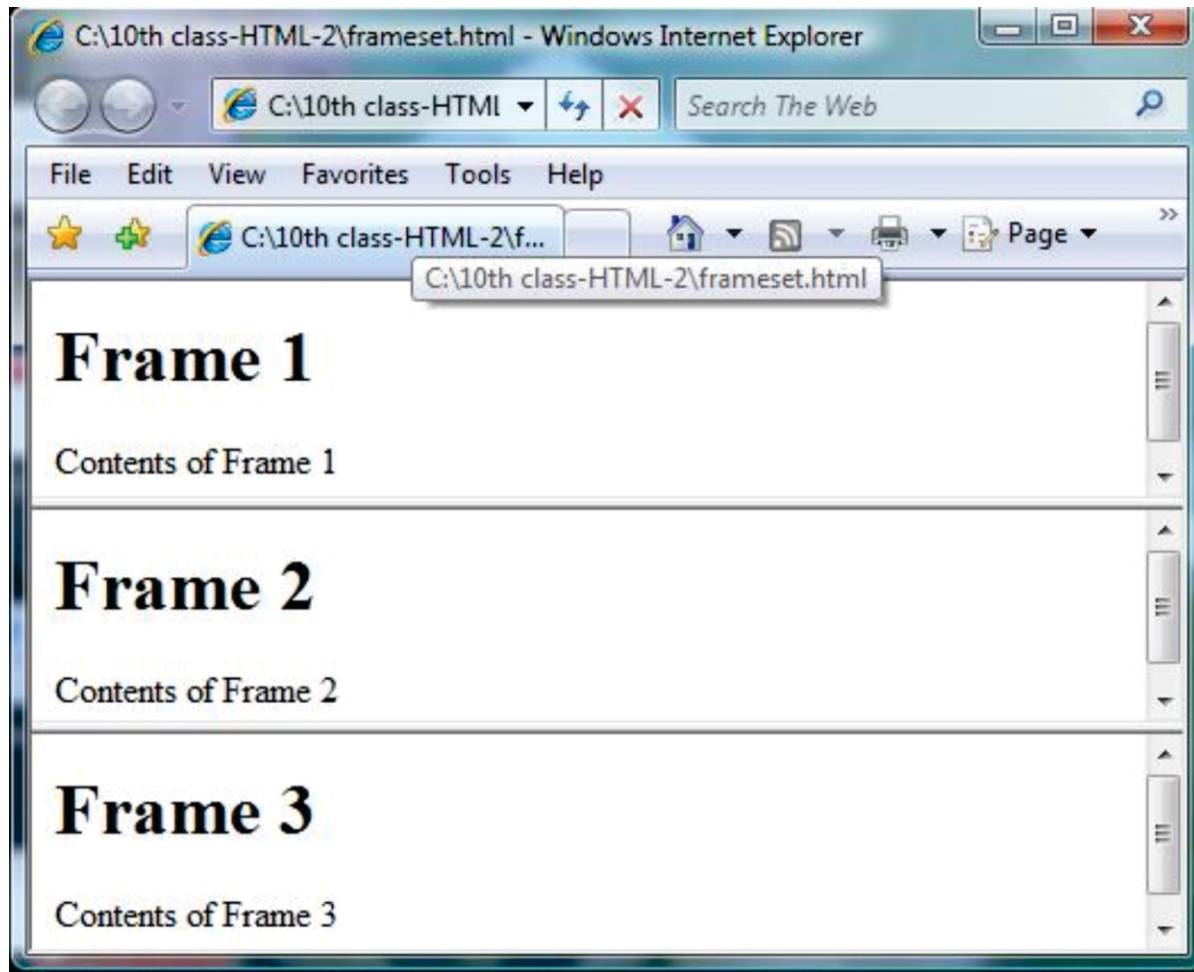 C:\10th class-HTML-2\frameset.html - Windows Internet Explorer
C:\10th class-HTML
Search The Web
File Edit View Favorites Tools Help
C:\10th class-HTML-2\f...
Page
C:\10th class-HTML-2\frameset.html
Frame 1
Contents of Frame 1
Frame 2
Contents of Frame 2
Frame 3
Contents of Frame 3